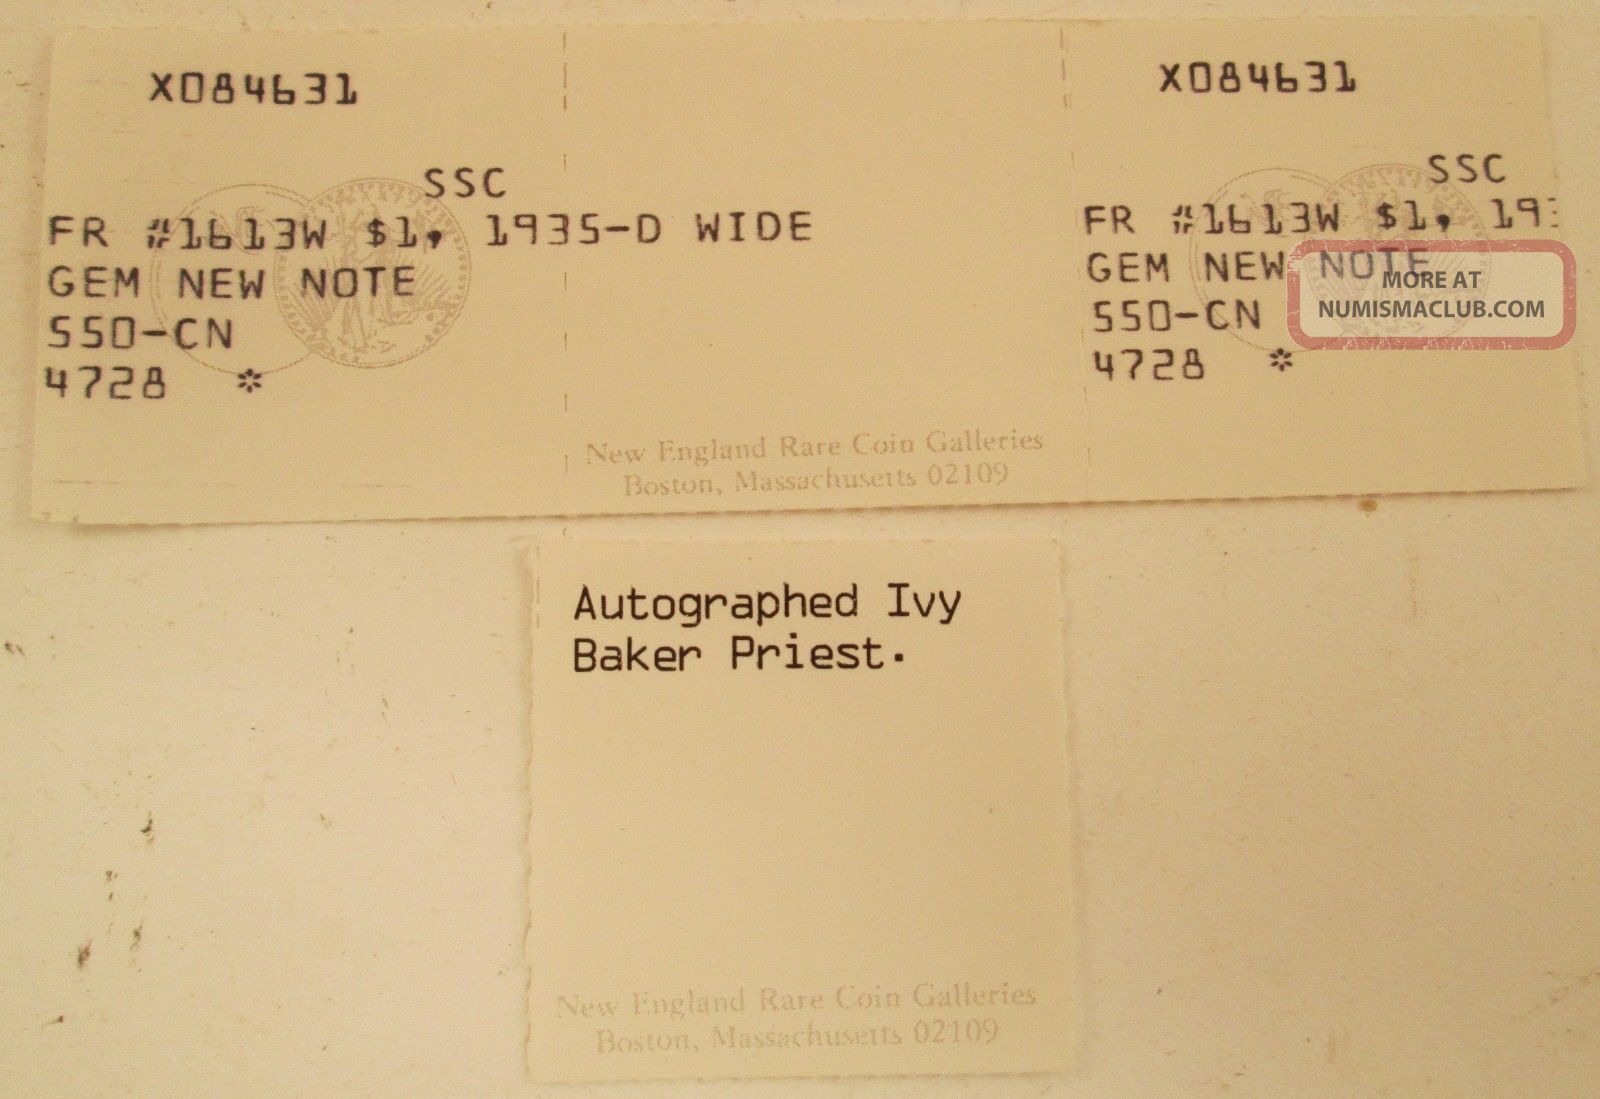 X084631
SSC
FR #1613W $1, 1935-D WIDE
GEM NEW NOTE
550-CN
4728 *
New England Rare Coin Galleries
Boston, Massachusetts 02109
X084631
SSC
FR #1613W $1, 193
GEM NEW NOTE
550-CN
4728 *
MORE AT
NUMISMACLUB.COM
Autographed Ivy
Baker Priest.
New England Rare Coin Galleries
Boston, Massachusetts 02109